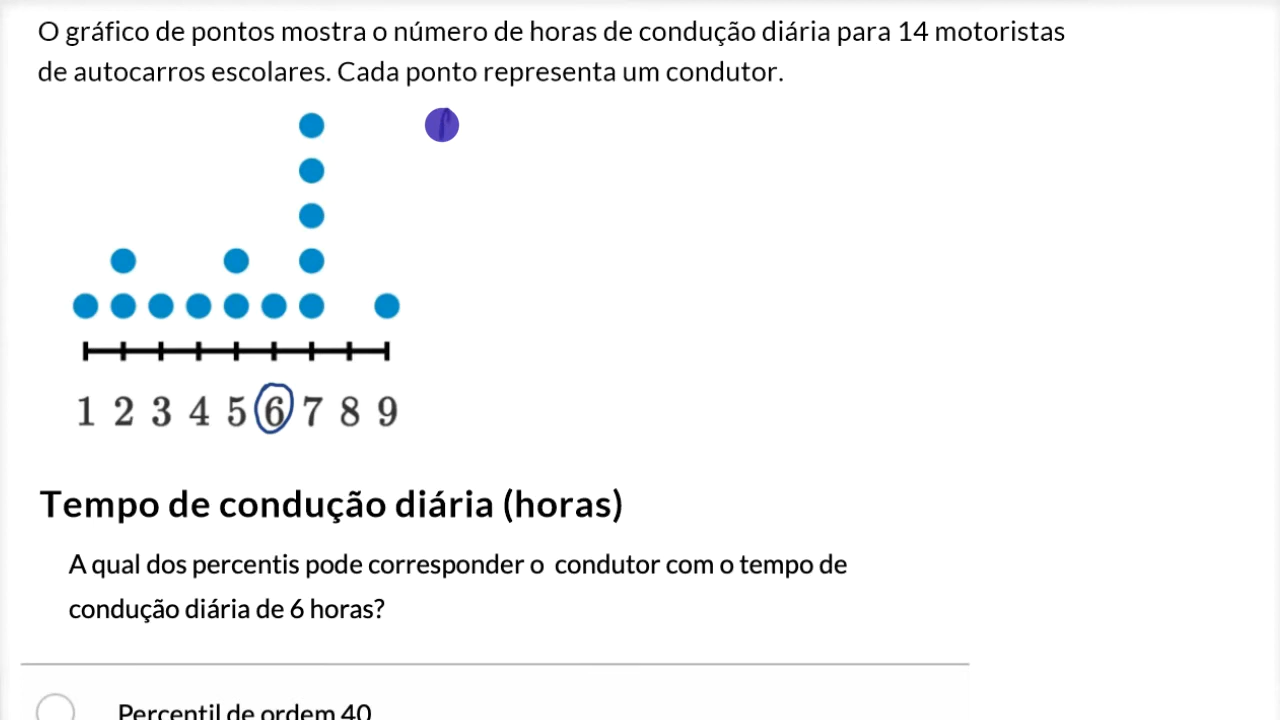 O gráfico de pontos mostra o número de horas de condução diária para 14 motoristas
de autocarros escolares. Cada ponto representa um condutor.
1 2 3 4 5 6 7 8 9
Tempo de condução diária (horas)
A qual dos percentis pode corresponder o condutor com o tempo de
condução diária de 6 horas?
Percentil de ordem 40